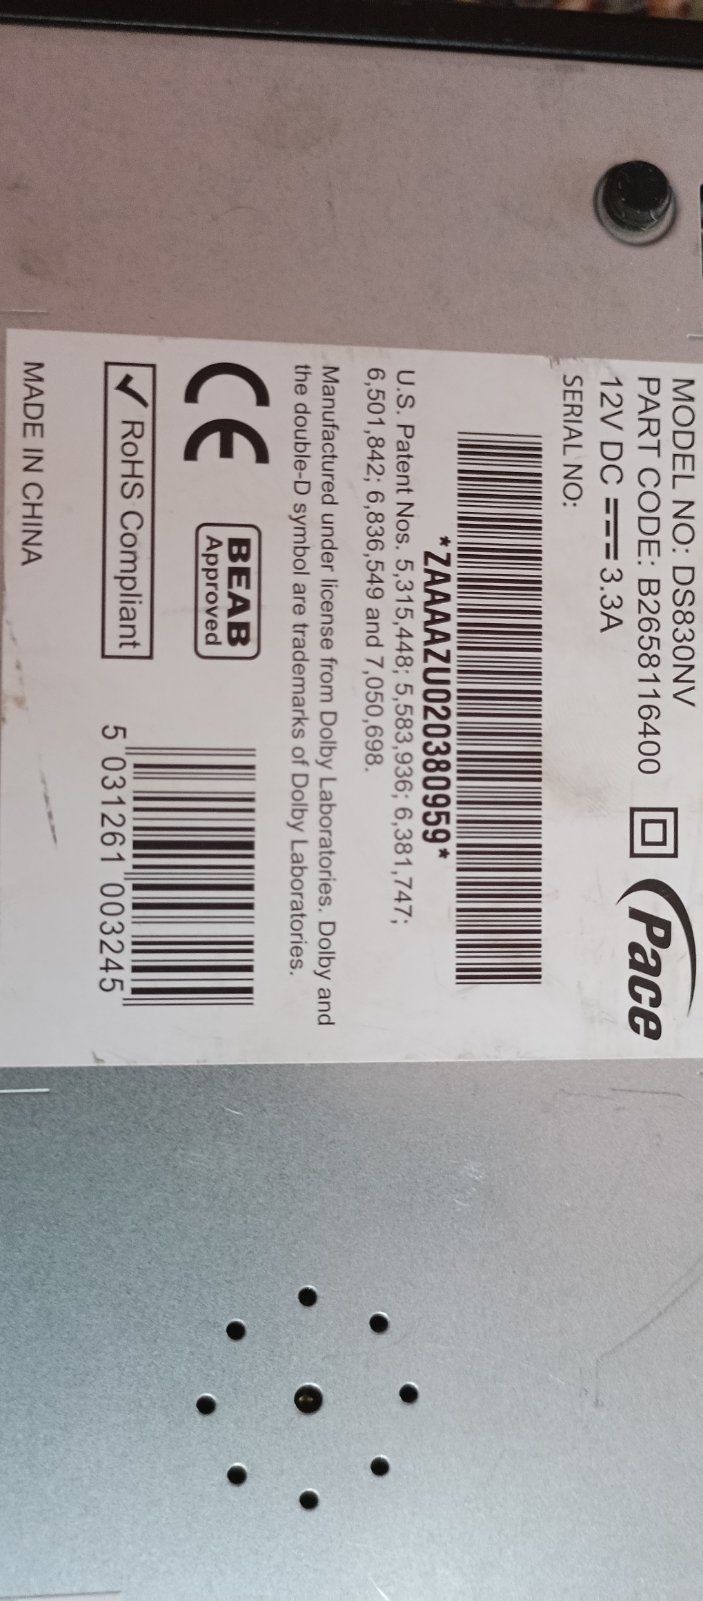 MODEL NO: DS830NV
PART CODE: B2658116400
12V DC 3.3A
Pace
SERIAL NO:
*ZAAAAZU020380959*
U.S. Patent Nos. 5,315,448; 5,583,936; 6,381,747;
6,501,842; 6,836,549 and 7,050,698.
Manufactured under license from Dolby Laboratories. Dolby and
the double-D symbol are trademarks of Dolby Laboratories.
CE
BEAB
Approved
✓ RoHS Compliant
5 031261 003245
MADE IN CHINA